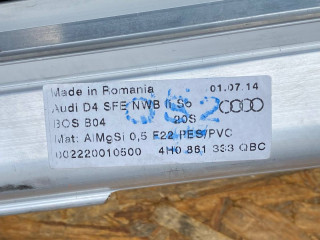 Made in Romania 01.07.14
Audi D4 SFE NWB li So
BOS B04 20S
Mat: AlMgSi 0,5 F22 PES/PVC
002220010500 4H0 861 333 QBC
OS2